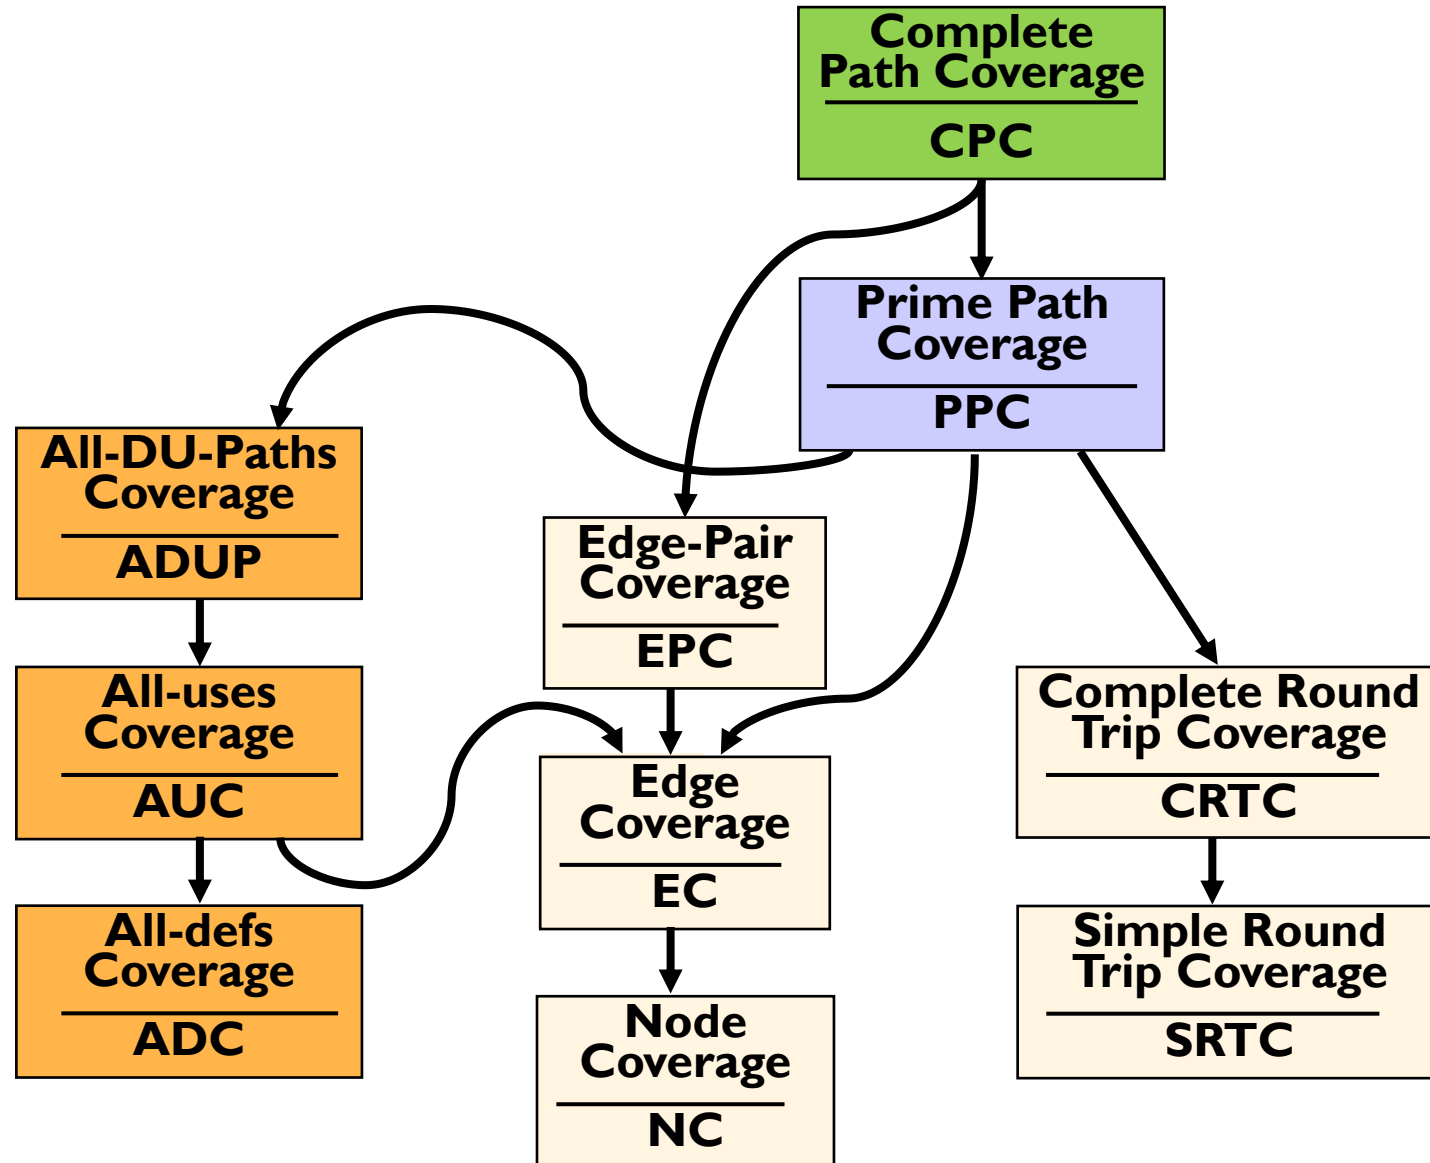 Complete
Path Coverage
CPC
Prime Path
Coverage
PPC
All-DU-Paths
Coverage
ADUP
Edge-Pair
Coverage
EPC
All-uses
Coverage
AUC
Complete Round
Trip Coverage
CRTC
Edge
Coverage
EC
All-defs
Coverage
ADC
Simple Round
Trip Coverage
SRTC
Node
Coverage
NC